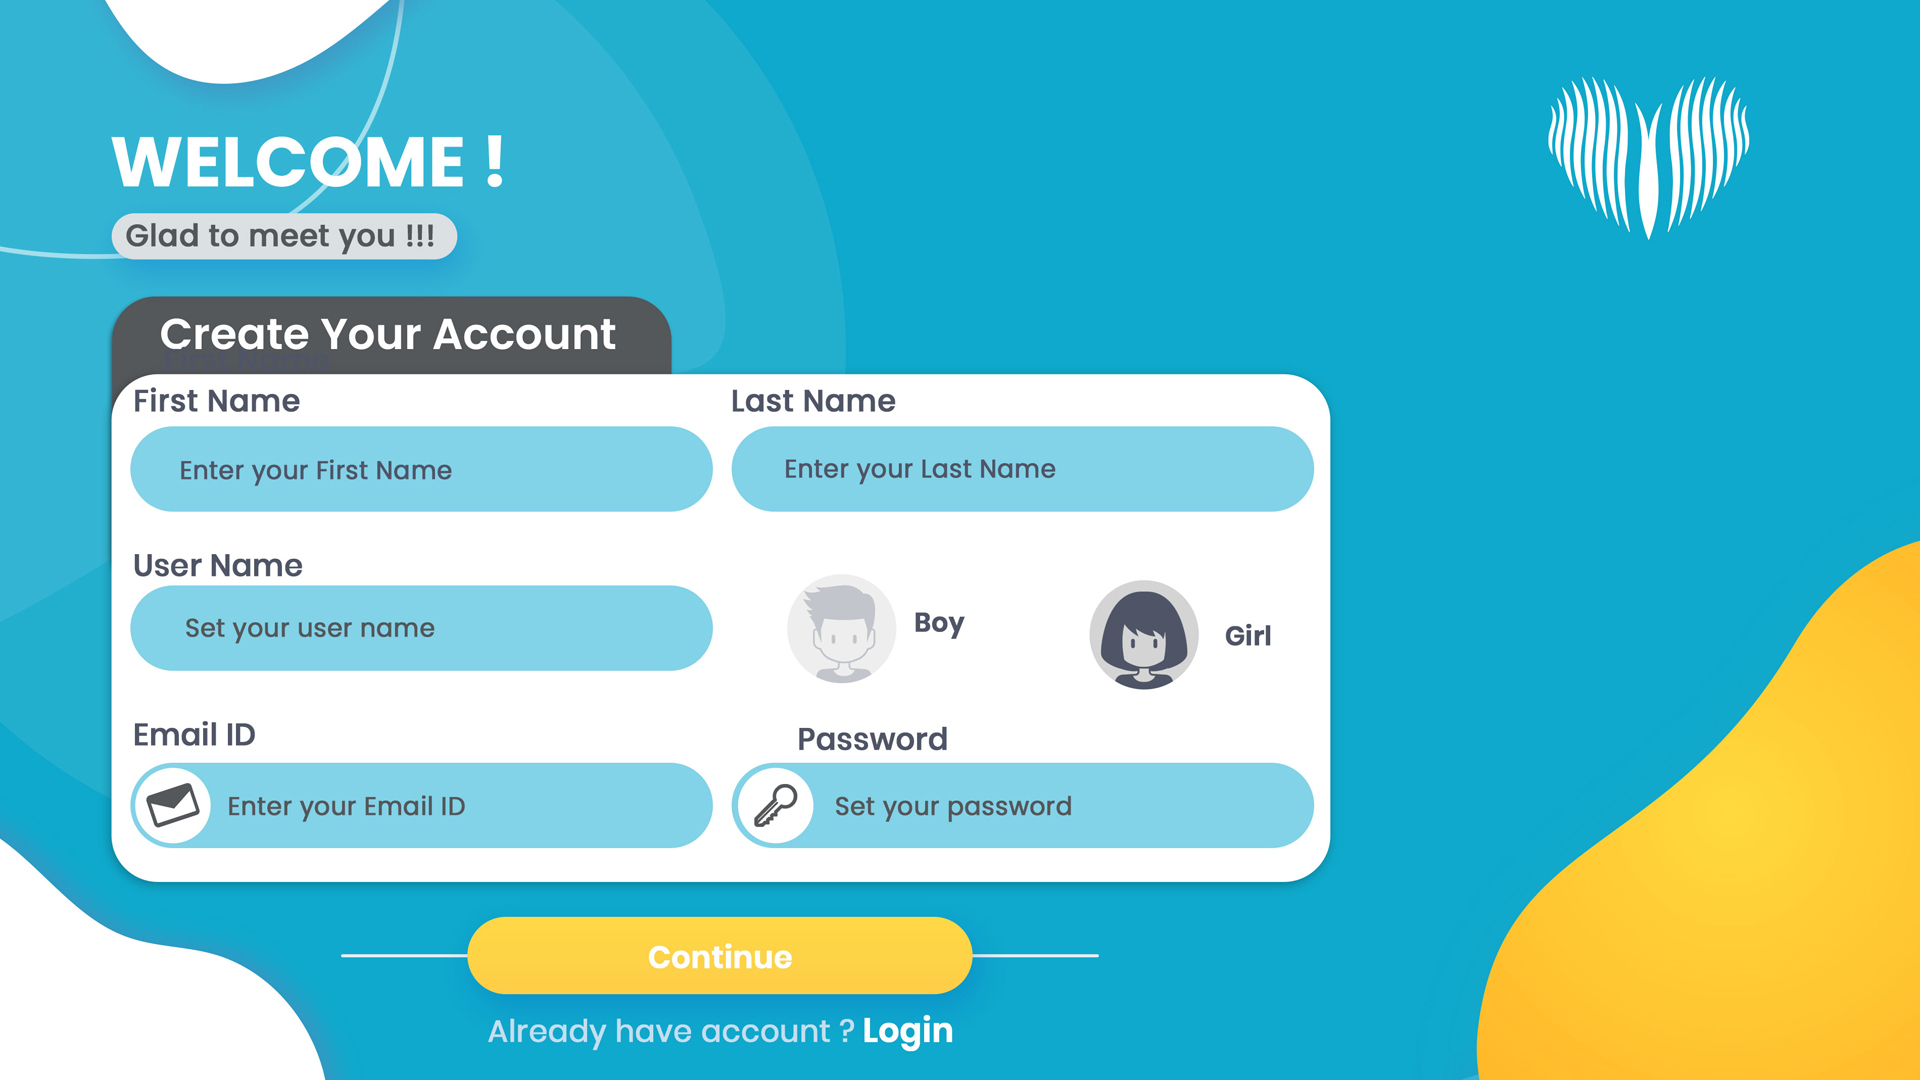 WELCOME !
Glad to meet you !!!
Create Your Account
First Name
First Name
Last Name
Enter your First Name
Enter your Last Name
User Name
Set your user name
Boy
Girl
Email ID
Password
Enter your Email ID
Set your password
Continue
Already have account ? Login